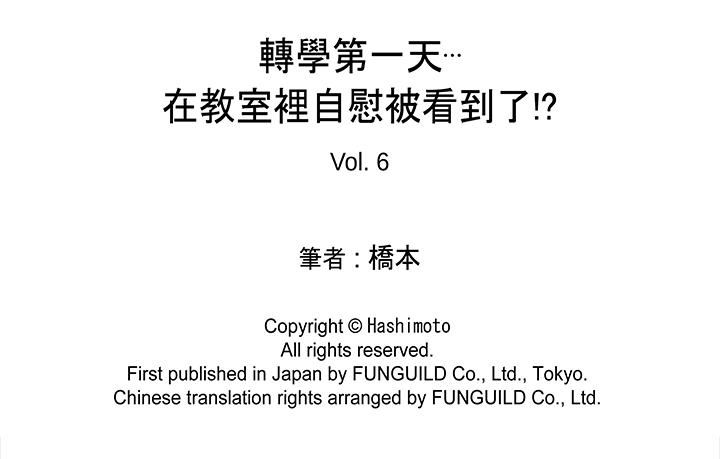 轉學第一天…
在教室裡自慰被看到了!?
Vol. 6
筆者：橋本
Copyright © Hashimoto
All rights reserved.
First published in Japan by FUNGUILD Co., Ltd., Tokyo.
Chinese translation rights arranged by FUNGUILD Co., Ltd.